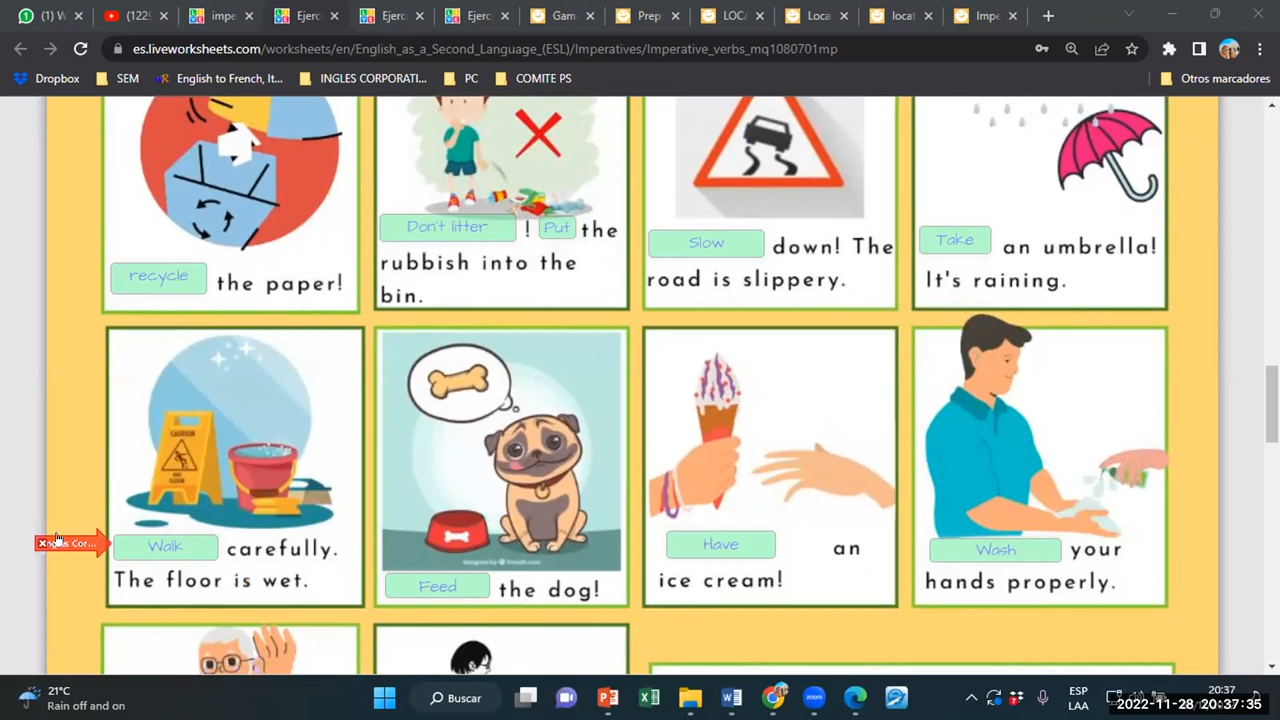 (1) W
(1229
impe
Ejerc
Ejerc
Ejerc
Gam
Prep
LOCA
Loca
locat
Impe
es.liveworksheets.com/worksheets/en/English_as_a_Second_Language_(ESL)/Imperatives/Imperative_verbs_mq1080701mp
Dropbox
SEM
English to French, It...
INGLES CORPORATI...
PC
COMITE PS
Otros marcadores
recycle the paper!
Don't litter ! Put the
rubbish into the
bin.
Slow down! The
road is slippery.
Take an umbrella!
It's raining.
CAUTION
Walk carefully.
The floor is wet.
Feed the dog!
Have an
ice cream!
Wash your
hands properly.
21°C
Rain off and on
Buscar
zoom
ESP
LAA
20:37
2022-11-28 20:37:35